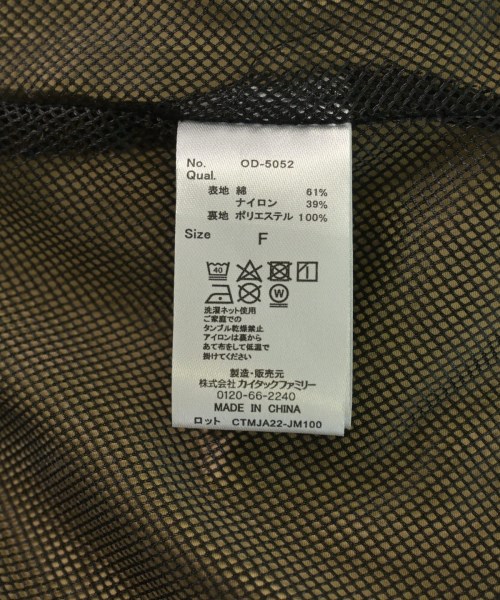 No. OD-5052
Qual.
表地 綿 61%
ナイロン 39%
裏地 ポリエステル 100%
Size F
40
W
洗濯ネット使用
ご家庭での
タンブル乾燥禁止
アイロンは裏から
あて布をして低温で
掛けてください
製造・販売元
株式会社カイタックファミリー
0120-66-2240
MADE IN CHINA
ロット CTMJA22-JM100